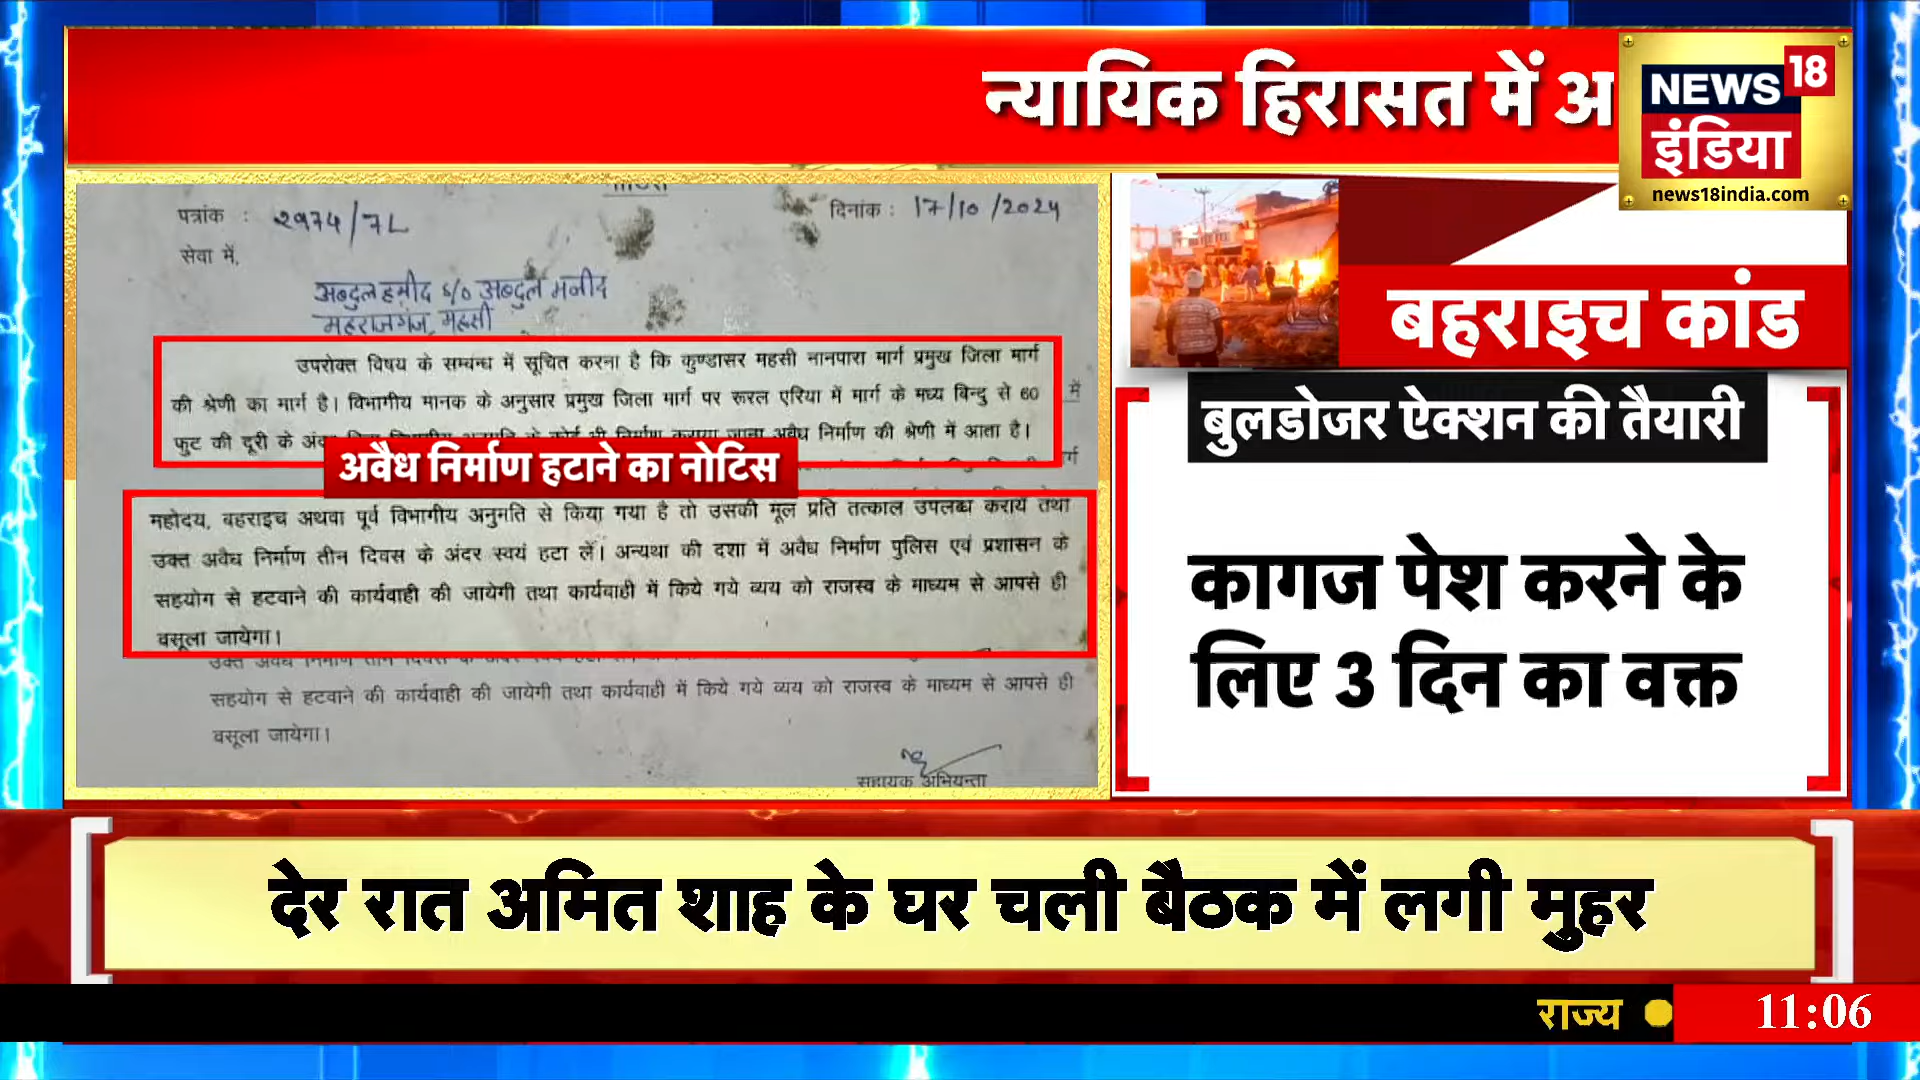 न्यायिक हिरासत में अ
NEWS 18
इंडिया
news18india.com
पत्रांक :
दिनांक : 17/10/2024
सेवा में,
अब्दुल हमीद S/O अब्दुल मजीद
महराजगंज, महसी
उपरोक्त विषय के सम्बन्ध में सूचित करना है कि कुण्डासर महसी नानपारा मार्ग प्रमुख जिला मार्ग
की श्रेणी का मार्ग है। विभागीय मानक के अनुसार प्रमुख जिला मार्ग पर रूरल एरिया में मार्ग के मध्य बिन्दु से 60 में
फुट की दूरी के निर्माण कराया जाना अवैध निर्माण की श्रेणी में आता है।
अवैध निर्माण हटाने का नोटिस
महोदय, बहराइच अथवा पूर्व विभागीय अनुमति से किया गया है तो उसकी मूल प्रति तत्काल उपलब्ध करायें तथा
उक्त अवैध निर्माण तीन दिवस के अंदर स्वयं हटा लें। अन्यथा की दशा में अवैध निर्माण पुलिस एवं प्रशासन के
सहयोग से हटवाने की कार्यवाही की जायेगी तथा कार्यवाही में किये गये व्यय को राजस्व के माध्यम से आपसे ही
वसूला जायेगा।
सहयोग से हटवाने की कार्यवाही की जायेगी तथा कार्यवाही में किये गये व्यय को राजस्व के माध्यम से आपसे ही
वसूला जायेगा।
सहायक अभियन्ता
बहराइच कांड
बुलडोजर ऐक्शन की तैयारी
कागज पेश करने के
लिए 3 दिन का वक्त
देर रात अमित शाह के घर चली बैठक में लगी मुहर
राज्य
11:06